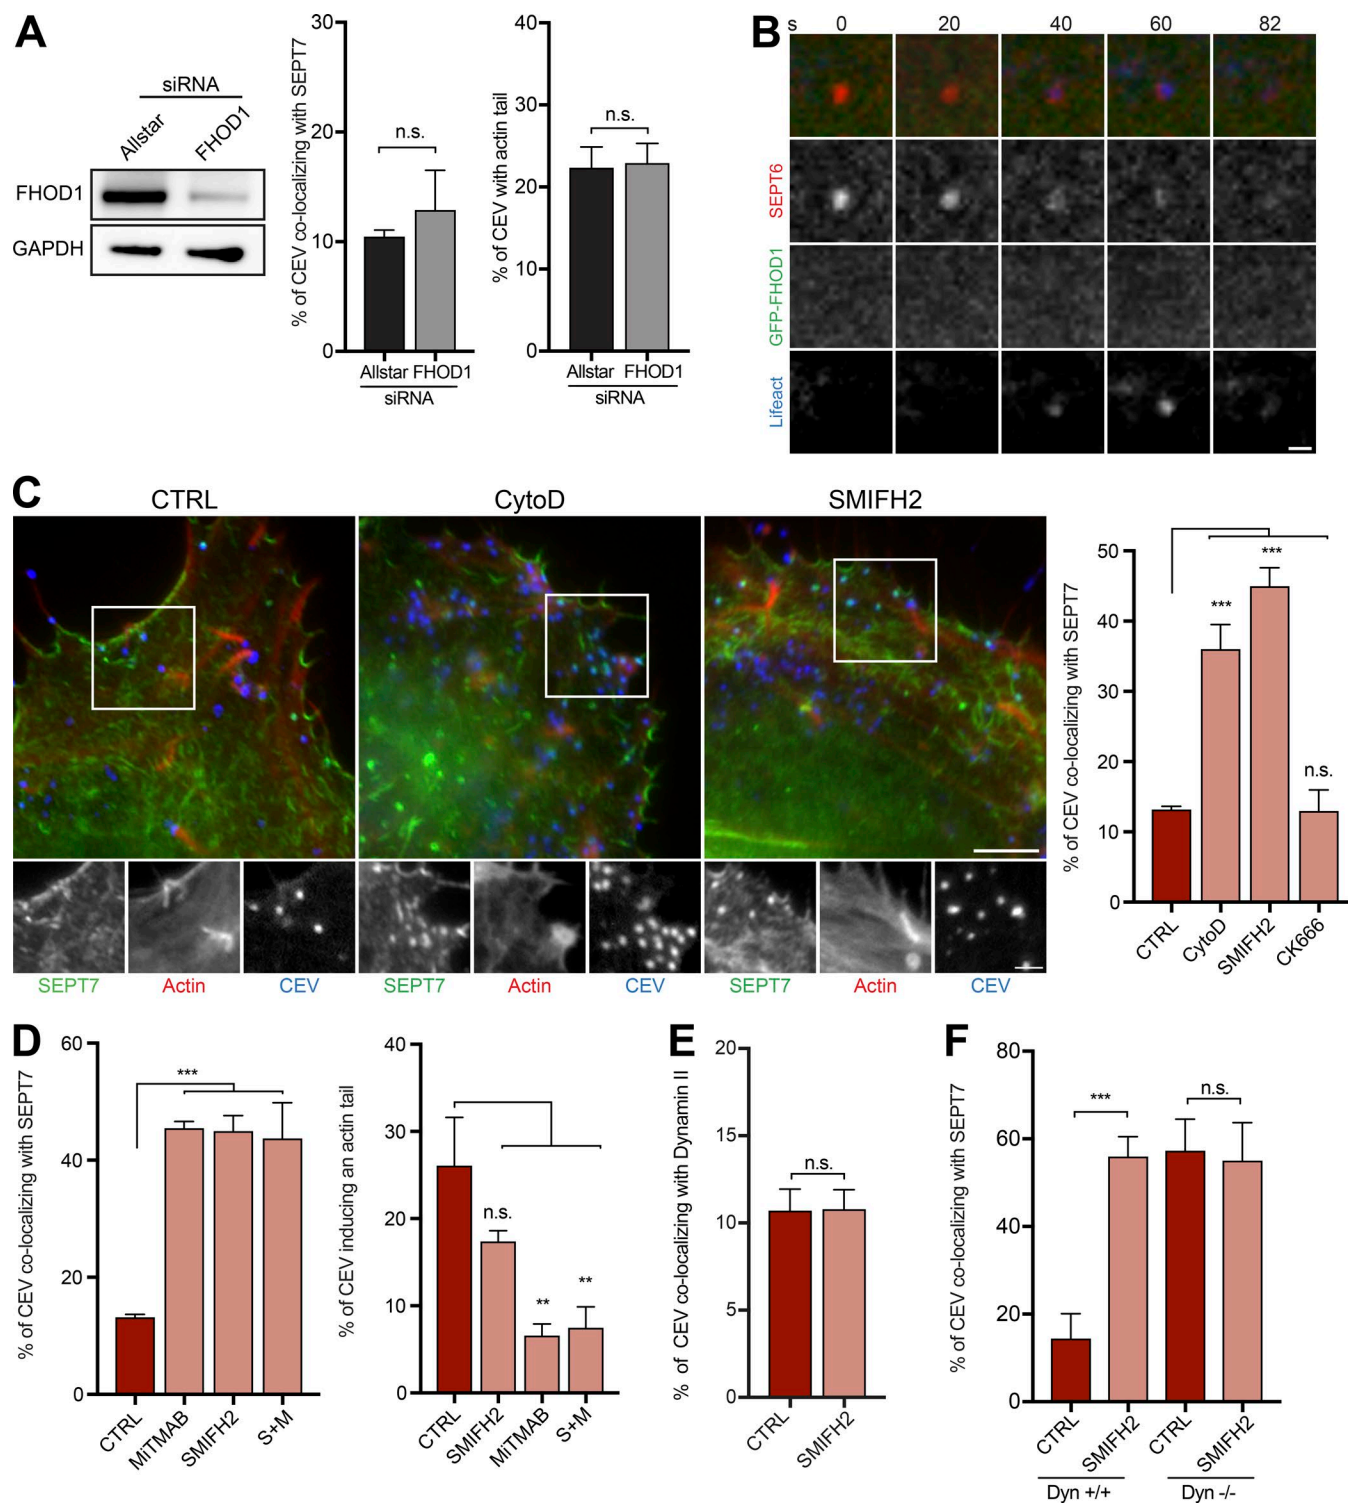 A
siRNA
Allstar
FHOD1
FHOD1
GAPDH
% of CEV co-localizing with SEPT7
30
20
10
0
n.s.
Allstar FHOD1
siRNA
% of CEV with actin tail
40
30
20
10
0
n.s.
Allstar FHOD1
siRNA
B
s 0 20 40 60 82
SEPT6
GFP-FHOD1
Lifeact
C
CTRL CytoD SMIFH2
SEPT7 Actin CEV SEPT7 Actin CEV SEPT7 Actin CEV
% of CEV co-localizing with SEPT7
50
40
30
20
10
0
***
***
n.s.
CTRL
CytoD
SMIFH2
CK666
D
% of CEV co-localizing with SEPT7
60
40
20
0
***
CTRL
MiTMAB
SMIFH2
S+M
% of CEV inducing an actin tail
40
30
20
10
0
n.s.
**
**
CTRL
SMIFH2
MiTMAB
S+M
E
% of CEV co-localizing with Dynamin II
20
15
10
5
0
n.s.
CTRL
SMIFH2
F
% of CEV co-localizing with SEPT7
80
60
40
20
0
***
n.s.
CTRL
SMIFH2
CTRL
SMIFH2
Dyn +/+
Dyn -/-